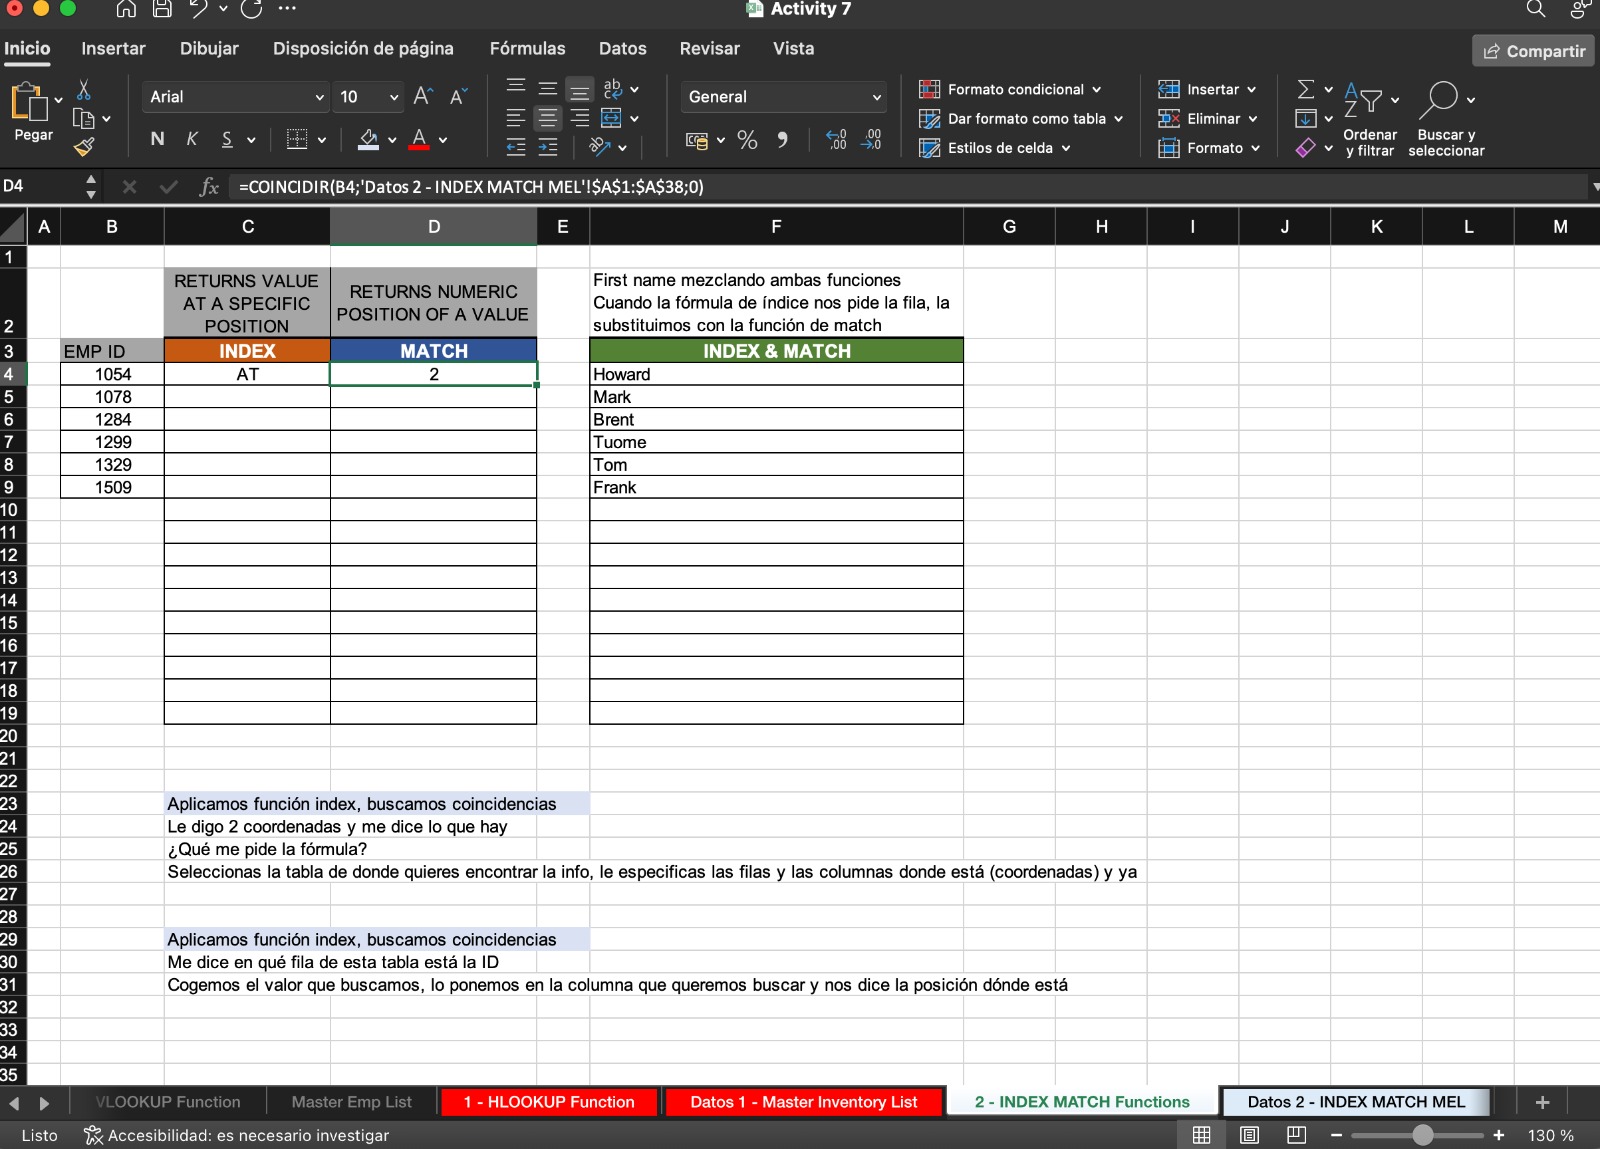 Activity 7
Inicio Insertar Dibujar Disposición de página Fórmulas Datos Revisar Vista Compartir
Pegar
Arial 10
N K S
General
Formato condicional
Dar formato como tabla
Estilos de celda
Insertar
Eliminar
Formato
Ordenar y filtrar
Buscar y seleccionar
D4 fx =COINCIDIR(B4;'Datos 2 - INDEX MATCH MEL'!$A$1:$A$38;0)
A B C D E F G H I J K L M
1
2 RETURNS VALUE AT A SPECIFIC POSITION RETURNS NUMERIC POSITION OF A VALUE First name mezclando ambas funciones
Cuando la fórmula de índice nos pide la fila, la
substituimos con la función de match
3 EMP ID INDEX MATCH INDEX & MATCH
4 1054 AT 2 Howard
5 1078 Mark
6 1284 Brent
7 1299 Tuome
8 1329 Tom
9 1509 Frank
10
11
12
13
14
15
16
17
18
19
20
21
22
23 Aplicamos función index, buscamos coincidencias
24 Le digo 2 coordenadas y me dice lo que hay
25 ¿Qué me pide la fórmula?
26 Seleccionas la tabla de donde quieres encontrar la info, le especificas las filas y las columnas donde está (coordenadas) y ya
27
28
29 Aplicamos función index, buscamos coincidencias
30 Me dice en qué fila de esta tabla está la ID
31 Cogemos el valor que buscamos, lo ponemos en la columna que queremos buscar y nos dice la posición dónde está
32
33
34
35
VLOOKUP Function Master Emp List 1 - HLOOKUP Function Datos 1 - Master Inventory List 2 - INDEX MATCH Functions Datos 2 - INDEX MATCH MEL +
Listo Accesibilidad: es necesario investigar 130 %